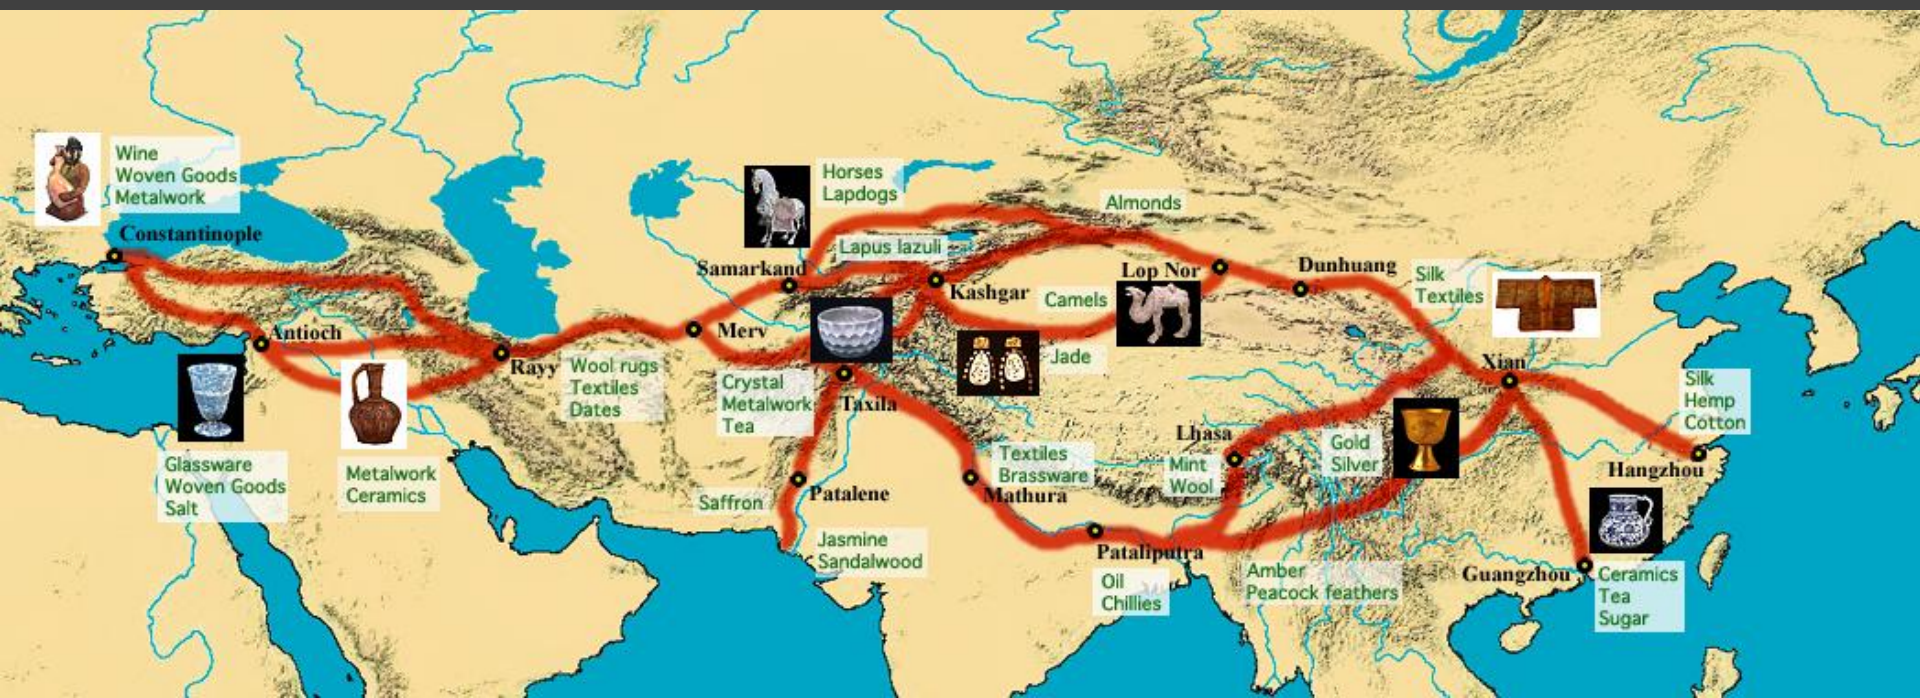 Wine
Woven Goods
Metalwork
Constantinople
Antioch
Glassware
Woven Goods
Salt
Metalwork
Ceramics
Rayy
Wool rugs
Textiles
Dates
Merv
Samarkand
Horses
Lapdogs
Lapus lazuli
Crystal
Metalwork
Tea
Taxila
Saffron
Patalene
Jasmine
Sandalwood
Kashgar
Almonds
Camels
Jade
Lop Nor
Dunhuang
Textiles
Brassware
Mathura
Pataliputra
Oil
Chillies
Lhasa
Mint
Wool
Gold
Silver
Amber
Peacock feathers
Silk
Textiles
Xian
Silk
Hemp
Cotton
Hangzhou
Guangzhou
Ceramics
Tea
Sugar